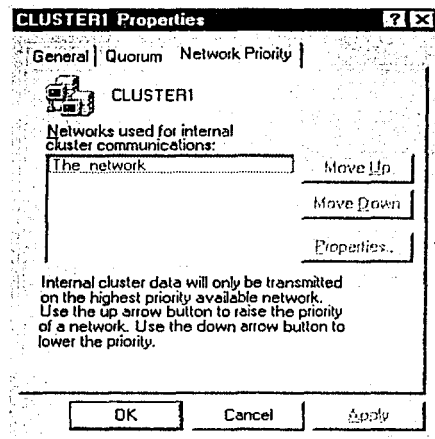 CLUSTER1 Properties
General Quorum Network Priority
CLUSTER1
Networks used for internal
cluster communications:
The network
Move Up
Move Down
Properties..
Internal cluster data will only be transmitted
on the highest priority available network.
Use the up arrow button to raise the priority
of a network. Use the down arrow button to
lower the priority.
OK Cancel Apply